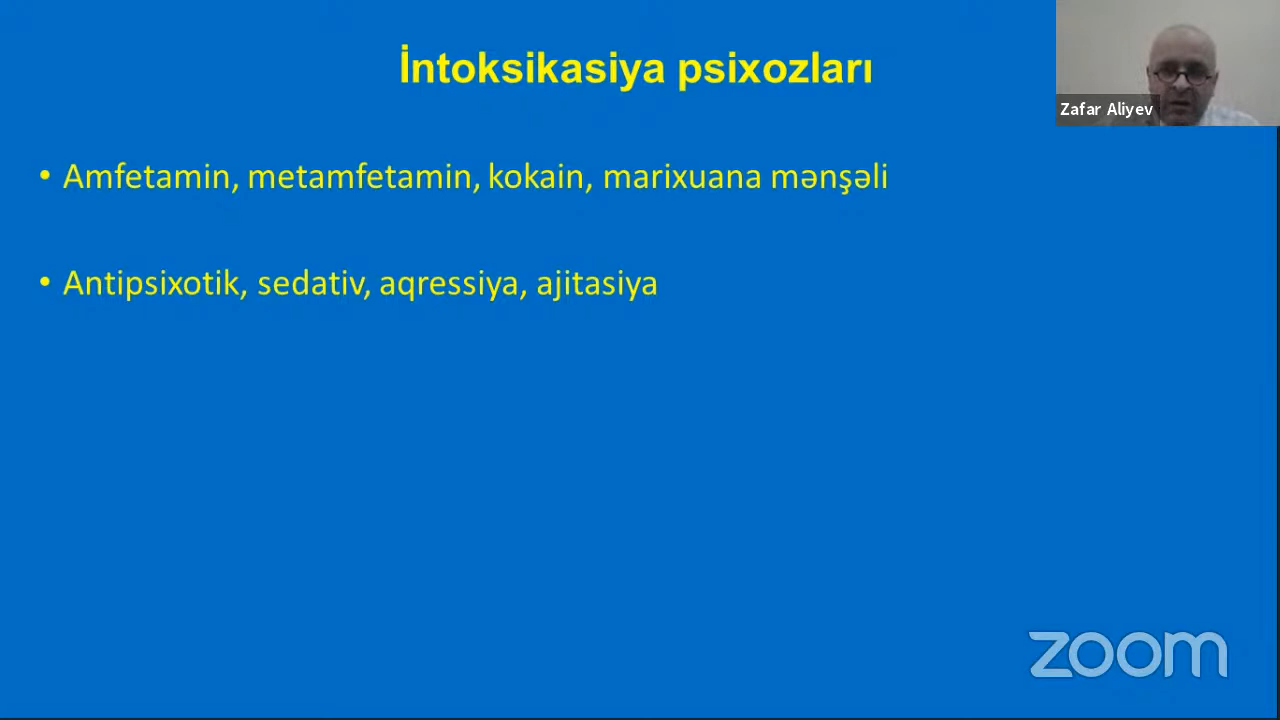 İntoksikasiya psixozları
Zafar Aliyev
• Amfetamin, metamfetamin, kokain, marixuana mənşəli
• Antipsixotik, sedativ, aqressiya, ajitasiya
zoom